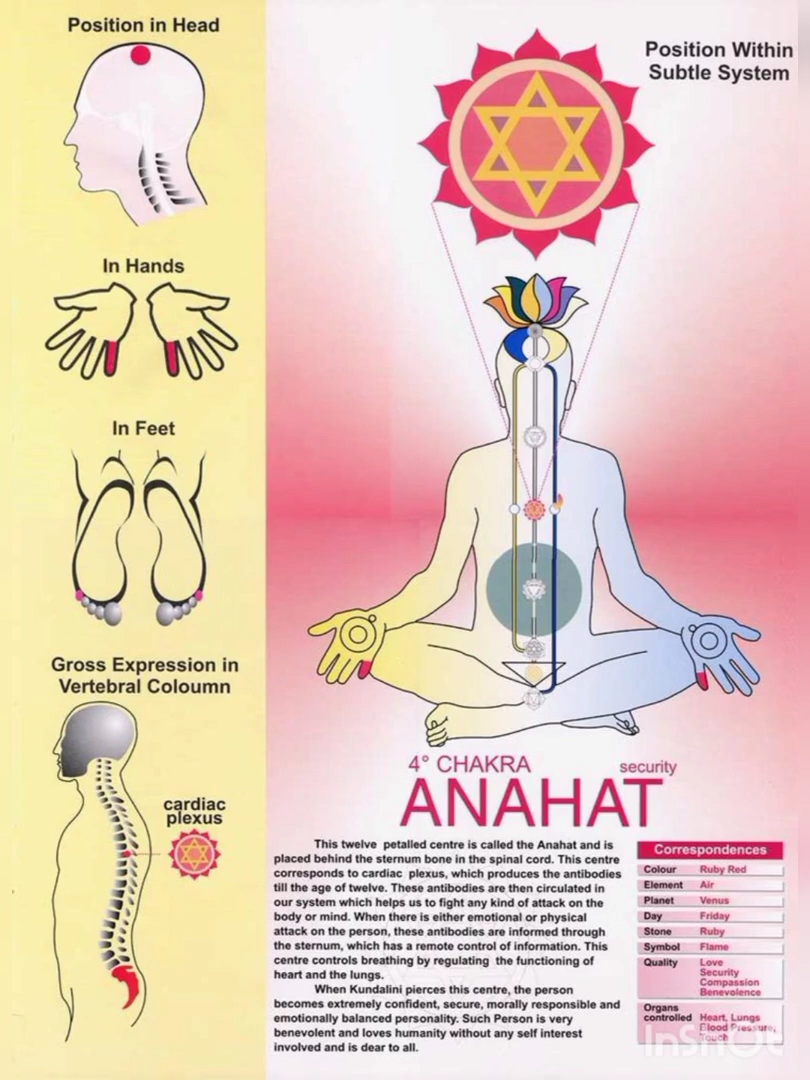 Position in Head
In Hands
In Feet
Gross Expression in
Vertebral Coloumn
cardiac
plexus
Position Within
Subtle System
4° CHAKRA
security
ANAHAT
This twelve petalled centre is called the Anahat and is
placed behind the sternum bone in the spinal cord. This centre
corresponds to cardiac plexus, which produces the antibodies
till the age of twelve. These antibodies are then circulated in
our system which helps us to fight any kind of attack on the
body or mind. When there is either emotional or physical
attack on the person, these antibodies are informed through
the sternum, which has a remote control of information. This
centre controls breathing by regulating the functioning of
heart and the lungs.
When Kundalini pierces this centre, the person
becomes extremely confident, secure, morally responsible and
emotionally balanced personality. Such Person is very
benevolent and loves humanity without any self interest
involved and is dear to all.
Correspondences
Colour Ruby Red
Element Air
Planet Venus
Day Friday
Stone Ruby
Symbol Flame
Quality Love
Security
Compassion
Benevolence
Organs
controlled Heart, Lungs
Blood Pressure,
Touch
InShOt